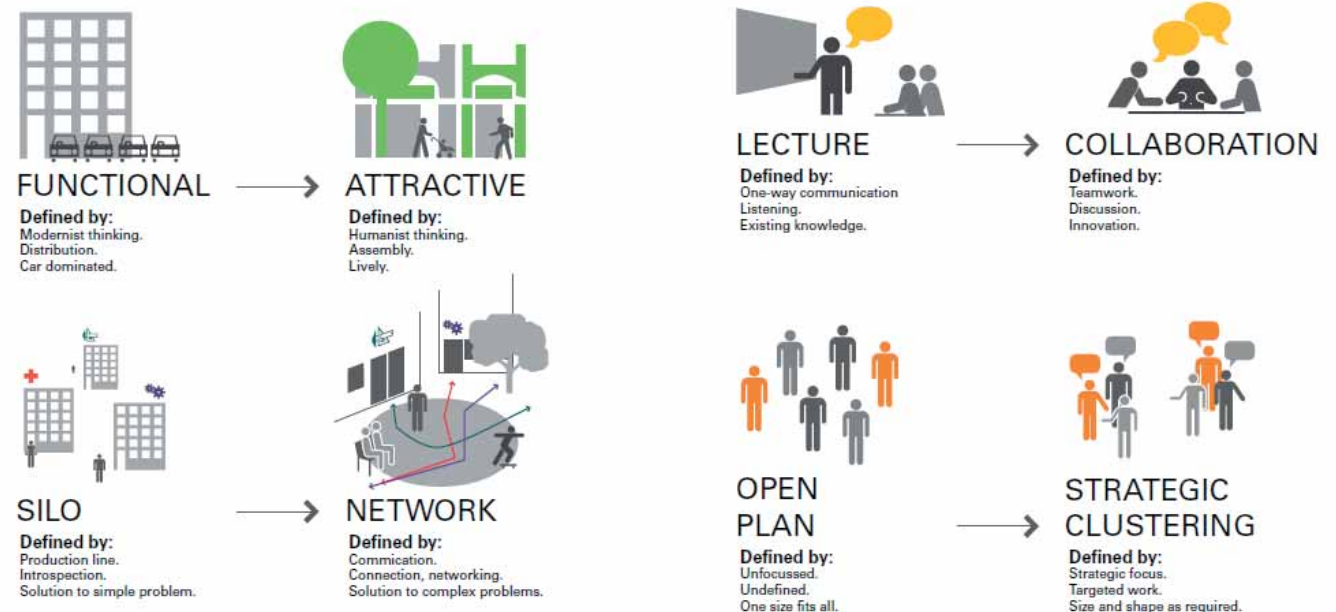 FUNCTIONAL
Defined by:
Modernist thinking.
Distribution.
Car dominated.
ATTRACTIVE
Defined by:
Humanist thinking.
Assembly.
Lively.
LECTURE
Defined by:
One-way communication
Listening.
Existing knowledge.
COLLABORATION
Defined by:
Teamwork.
Discussion.
Innovation.
SILO
Defined by:
Production line.
Introspection.
Solution to simple problem.
NETWORK
Defined by:
Commication.
Connection, networking.
Solution to complex problems.
OPEN
PLAN
Defined by:
Unfocussed.
Undefined.
One size fits all.
STRATEGIC
CLUSTERING
Defined by:
Strategic focus.
Targeted work.
Size and shape as required.